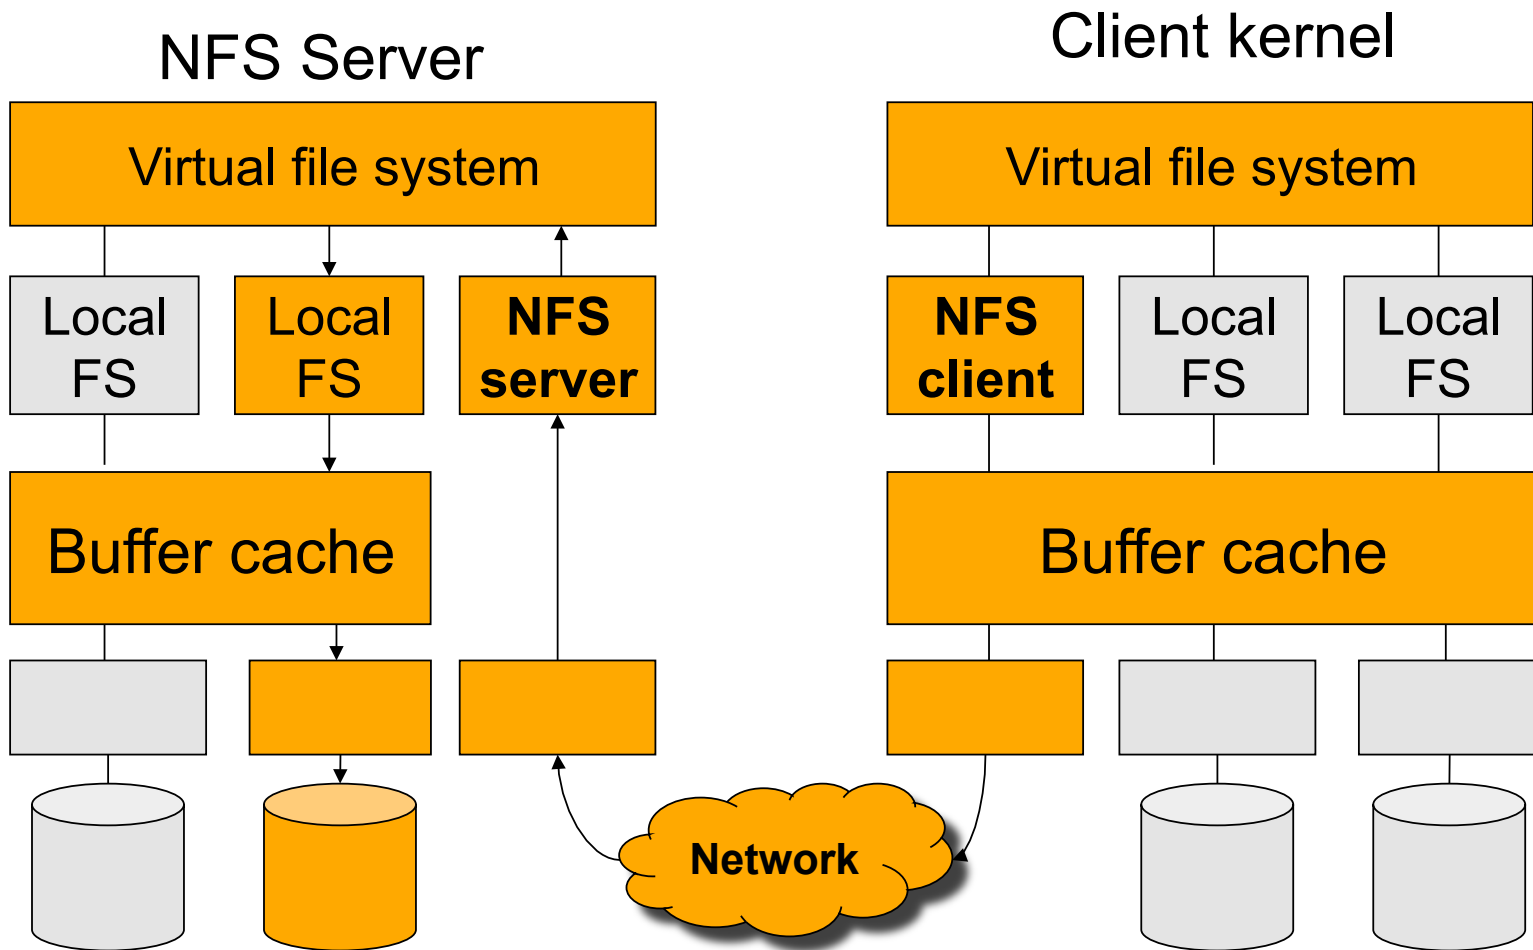 NFS Server
Client kernel
Virtual file system
Virtual file system
Local
FS
Local
FS
NFS
server
NFS
client
Local
FS
Local
FS
Buffer cache
Buffer cache
Network